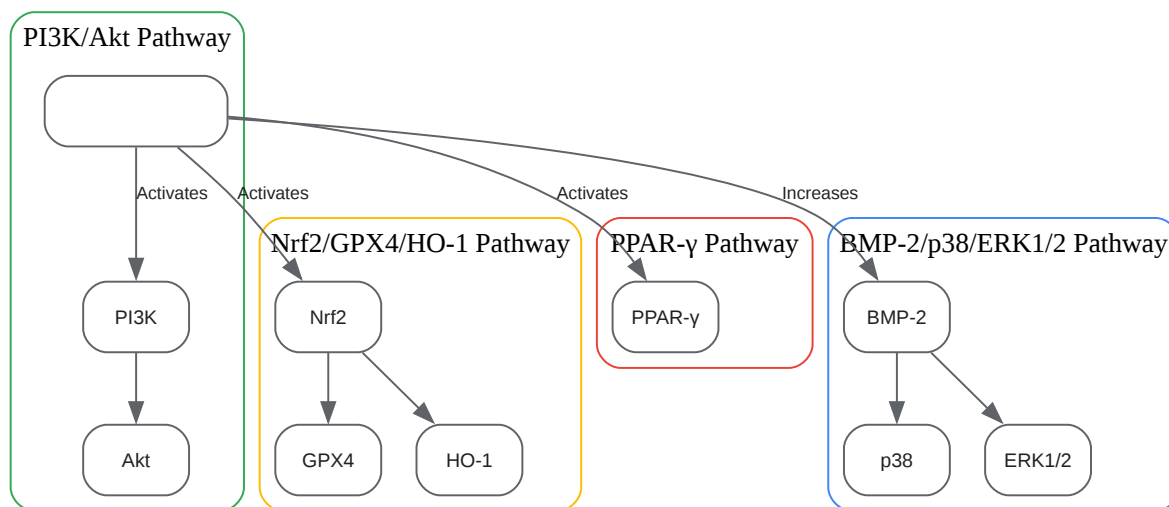 PI3K/Akt Pathway
Activates
Activates
Activates
Increases
Nrf2/GPX4/HO-1 Pathway
PPAR-γ Pathway
BMP-2/p38/ERK1/2 Pathway
PI3K
Nrf2
PPAR-γ
BMP-2
Akt
GPX4
HO-1
p38
ERK1/2